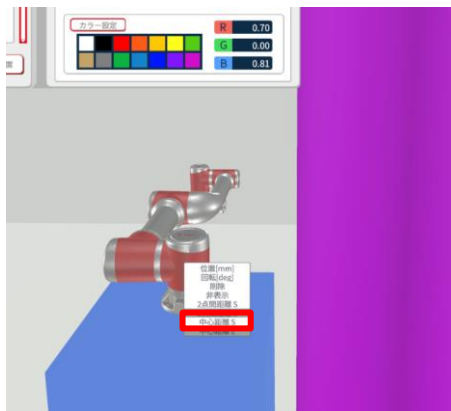 カラー設定
R 0.70
G 0.00
B 0.81
位置[mm]
回転[deg]
削除
非表示
2点間距離 S
中心距離 S